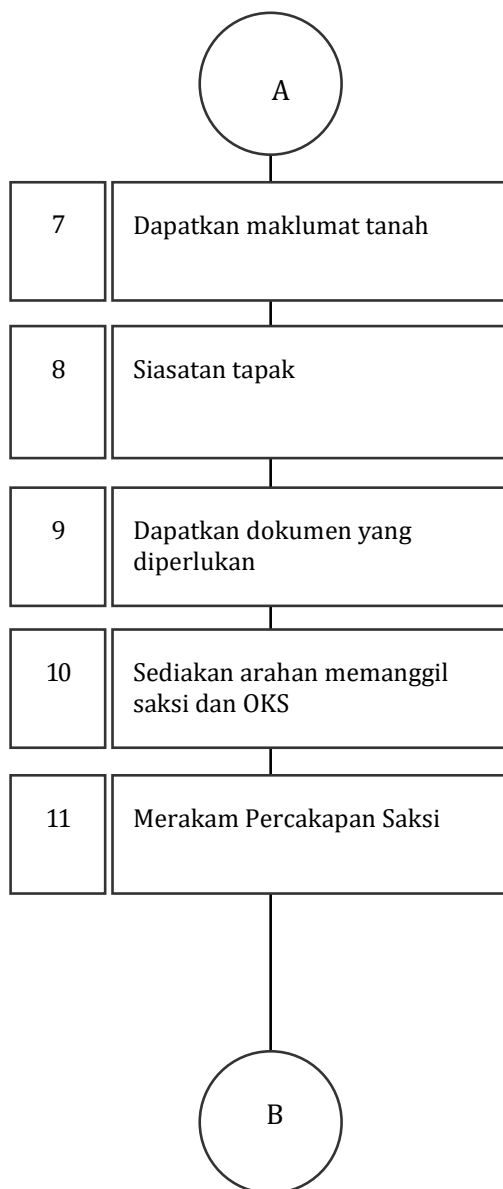 A
7
Dapatkan maklumat tanah
8
Siasatan tapak
9
Dapatkan dokumen yang
diperlukan
10
Sediakan arahan memanggil
saksi dan OKS
11
Merakam Percakapan Saksi
B